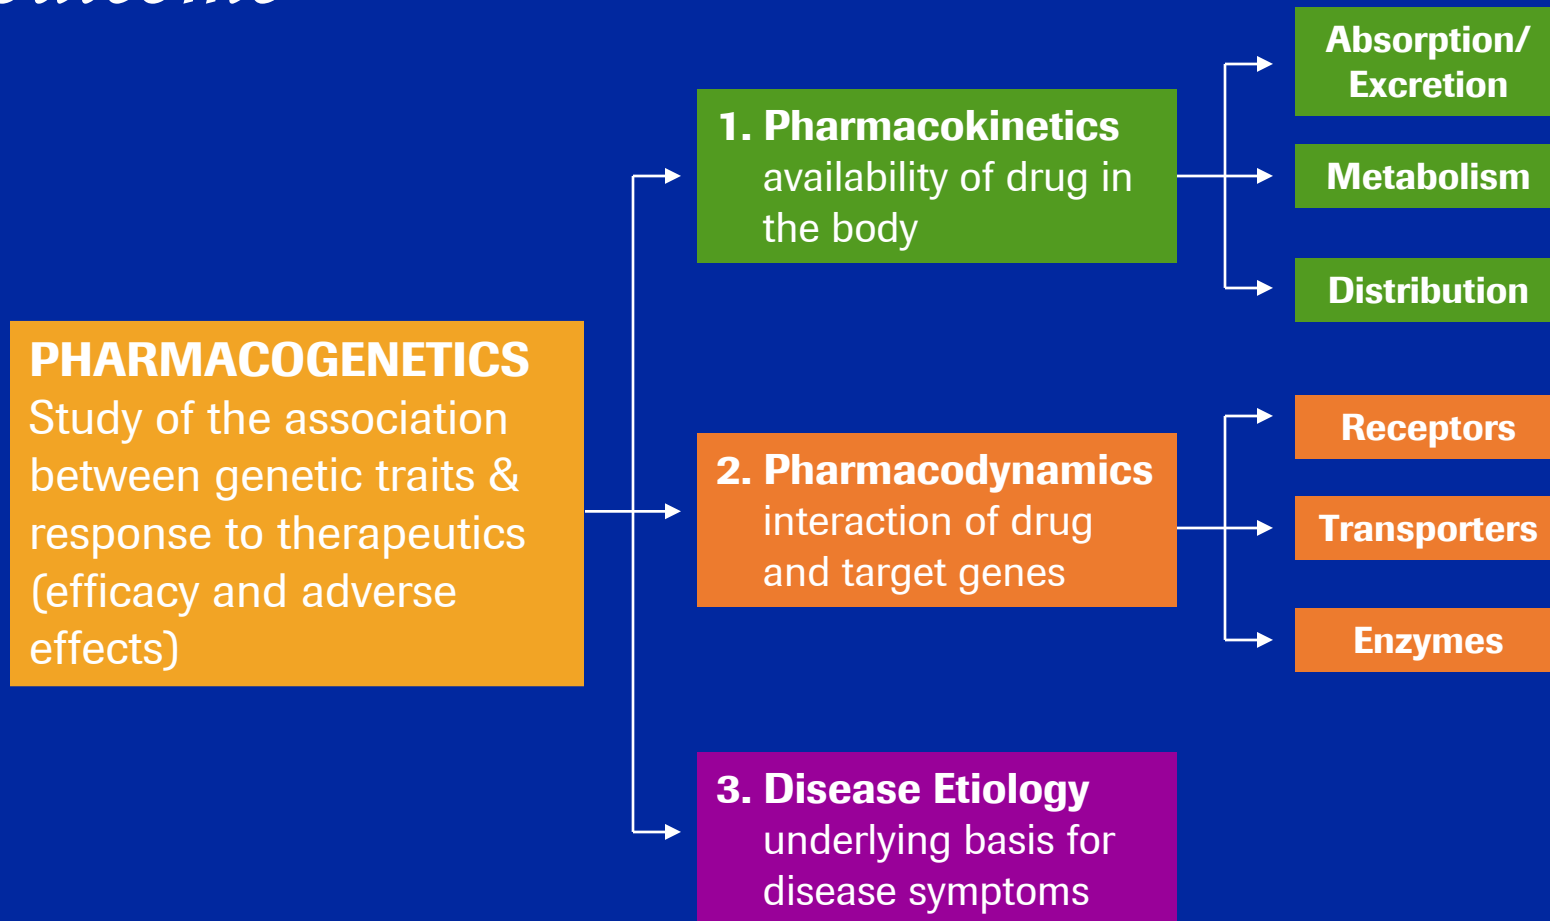 PHARMACOGENETICS
Study of the association
between genetic traits &
response to therapeutics
(efficacy and adverse
effects)
1. Pharmacokinetics
availability of drug in
the body
Absorption/
Excretion
Metabolism
Distribution
2. Pharmacodynamics
interaction of drug
and target genes
Receptors
Transporters
Enzymes
3. Disease Etiology
underlying basis for
disease symptoms